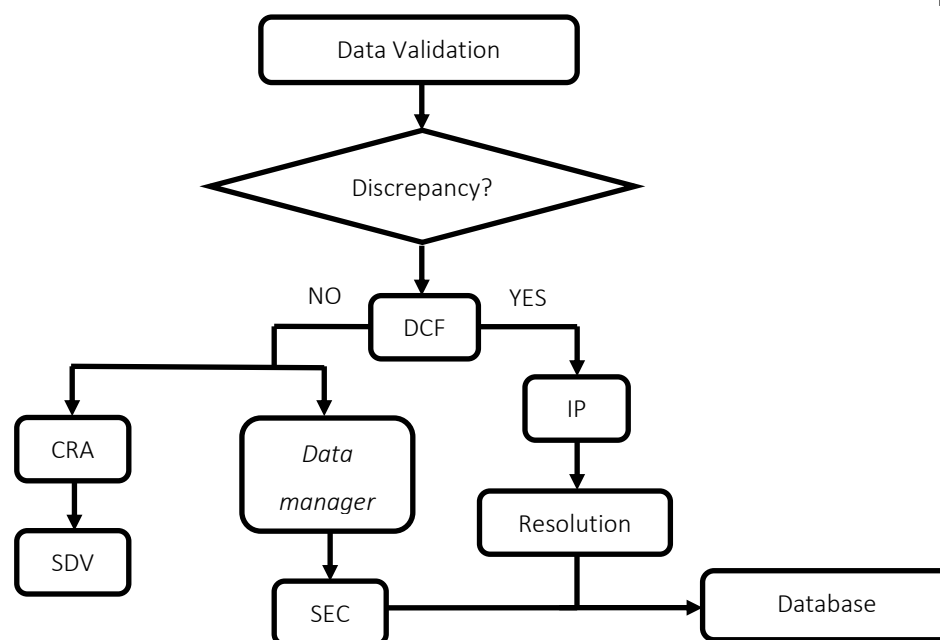 Data Validation
Discrepancy?
NO
YES
DCF
IP
CRA
Data
manager
Resolution
SDV
SEC
Database